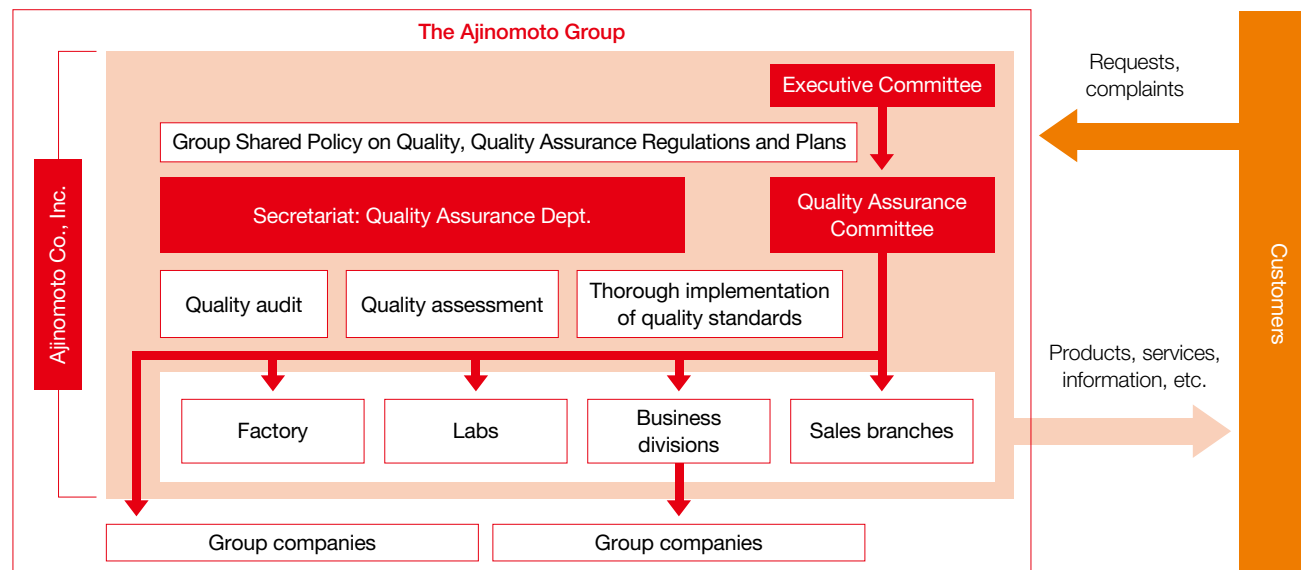 The Ajinomoto Group
Ajinomoto Co., Inc.
Executive Committee
Group Shared Policy on Quality, Quality Assurance Regulations and Plans
Secretariat: Quality Assurance Dept.
Quality Assurance
Committee
Quality audit
Quality assessment
Thorough implementation
of quality standards
Factory
Labs
Business
divisions
Sales branches
Group companies
Group companies
Requests,
complaints
Products, services,
information, etc.
Customers